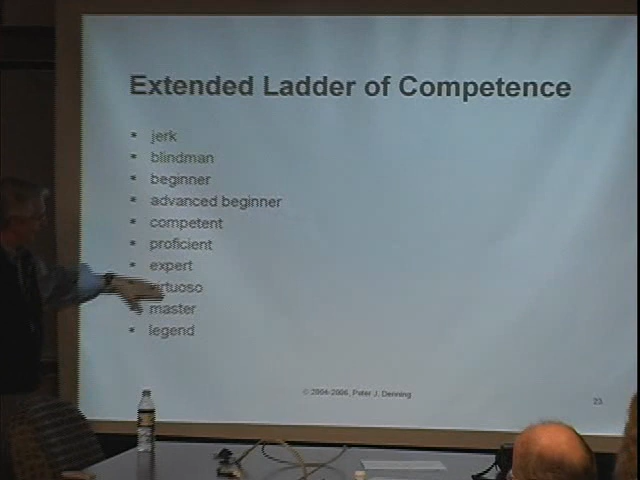 Extended Ladder of Competence
jerk
blindman
beginner
advanced beginner
competent
proficient
expert
virtuoso
master
legend
© 2004-2006, Peter J. Denning
23